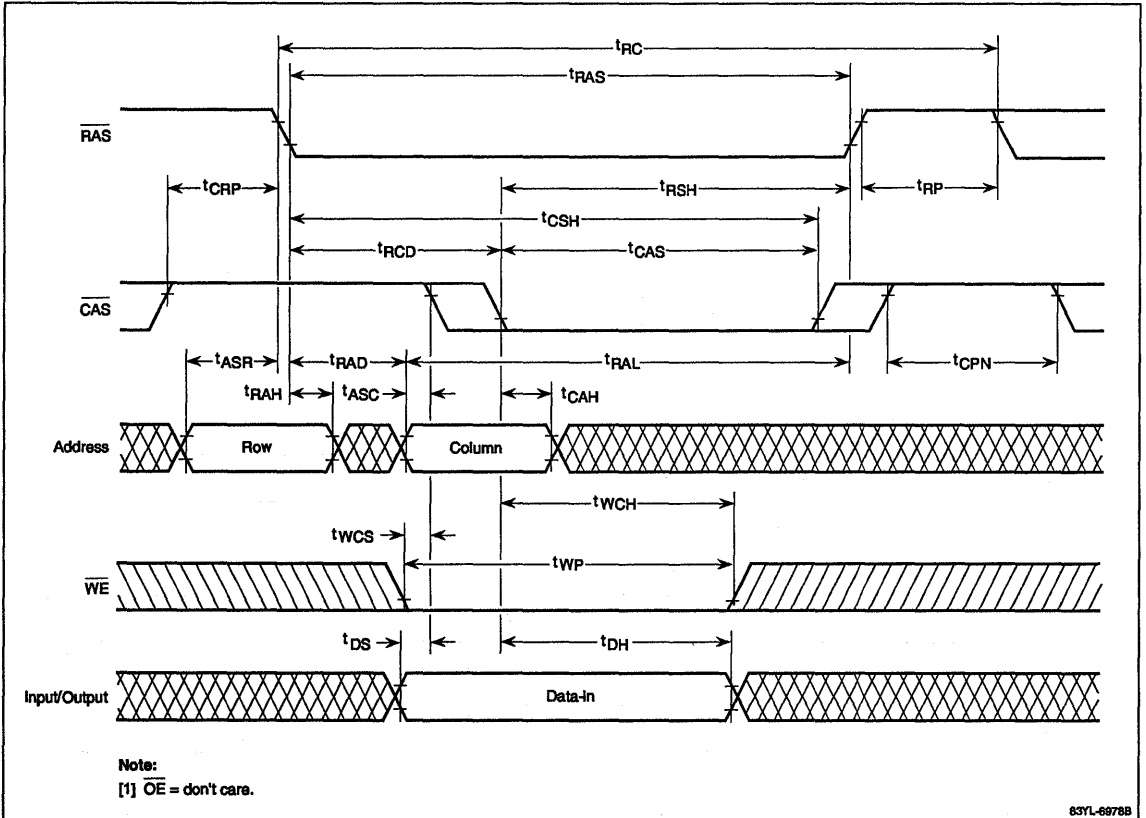 tRC
tRAS
RAS
tCRP
tRSH
tRP
tCSH
tRCD
tCAS
CAS
tASR
tRAD
tRAL
tCPN
tRAH
tASC
tCAH
Address
Row
Column
tWCH
tWCS
tWP
WE
tDS
tDH
Input/Output
Data-in
Note:
[1] OE = don't care.
83YL-6978B